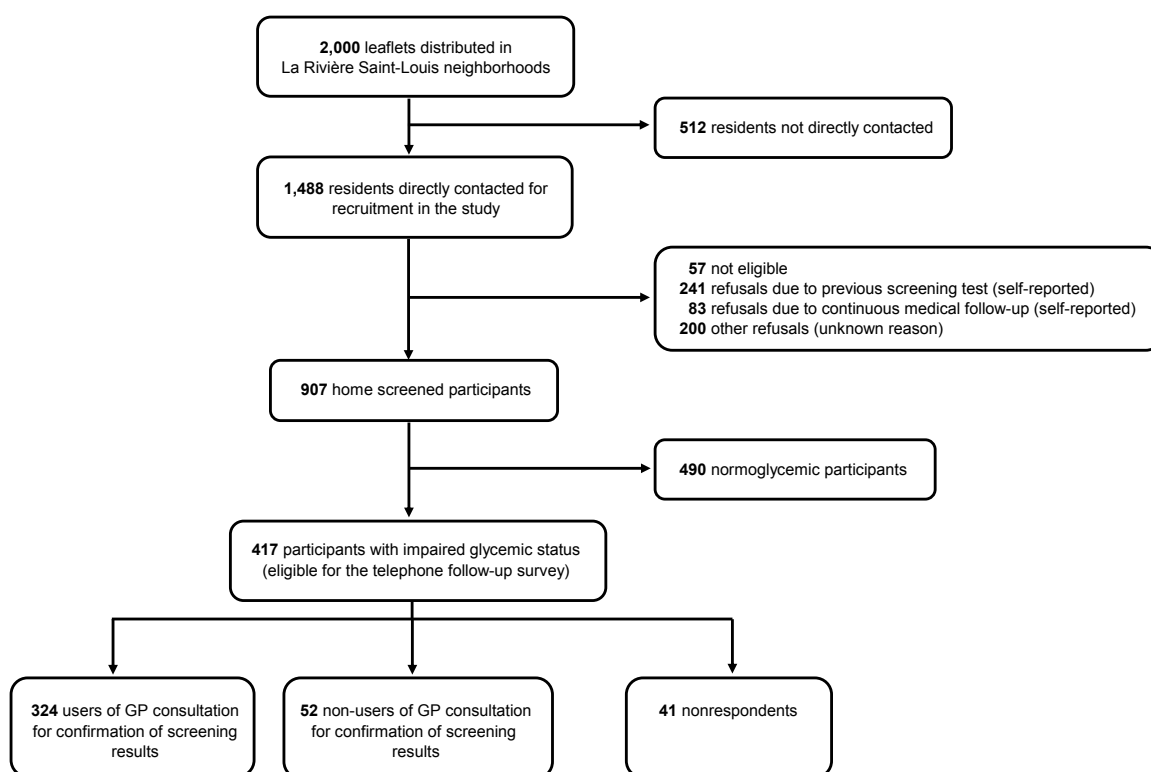 2,000 leaflets distributed in
La Rivière Saint-Louis neighborhoods
512 residents not directly contacted
1,488 residents directly contacted for
recruitment in the study
57 not eligible
241 refusals due to previous screening test (self-reported)
83 refusals due to continuous medical follow-up (self-reported)
200 other refusals (unknown reason)
907 home screened participants
490 normoglycemic participants
417 participants with impaired glycemic status
(eligible for the telephone follow-up survey)
324 users of GP consultation
for confirmation of screening
results
52 non-users of GP consultation
for confirmation of screening
results
41 nonrespondents